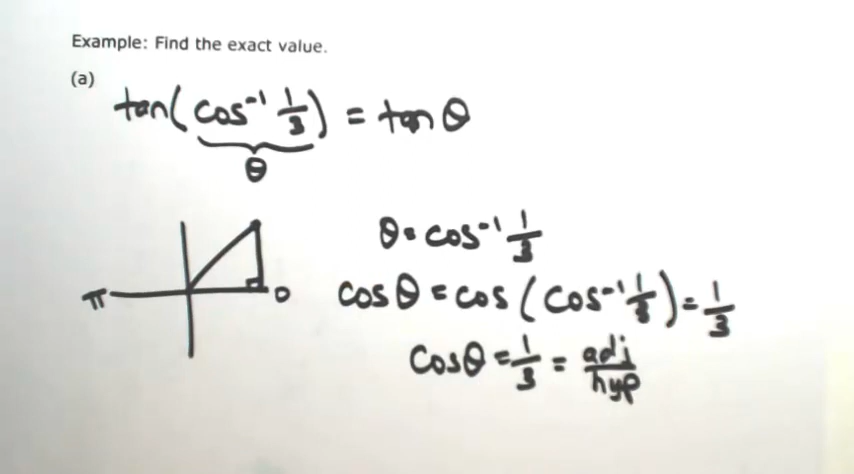 Example: Find the exact value.
(a)
tan(cos⁻¹ 1/3) = tan θ
θ
θ = cos⁻¹ 1/3
π 0 cos θ = cos(cos⁻¹ 1/3) = 1/3
cos θ = 1/3 = adj/hyp